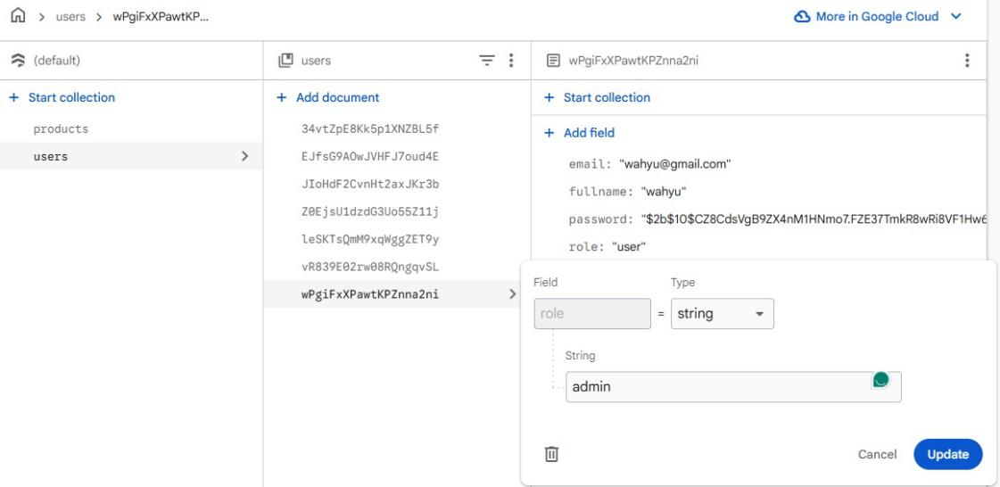 users wPgiFxXPawtKP... More in Google Cloud
(default)
+ Start collection
products
users
users
+ Add document
34vtZpE8Kk5p1XNZBL5f
EJfsG9AOwJVHFJ7oud4E
JIoHdF2CvnHt2axJKr3b
Z0EjsU1dzdG3Uo55Z11j
leSKTsQmM9xqWggZET9y
vR839E02rw08RQngqvSL
wPgiFxXPawtKPZnna2ni
wPgiFxXPawtKPZnna2ni
+ Start collection
+ Add field
email: "wahyu@gmail.com"
fullname: "wahyu"
password: "$2b$10$CZ8CdsVgB9ZX4nM1HNmo7.FZE37TmkR8wRi8VF1Hw6
role: "user"
Field Type
role = string
String
admin
Cancel Update